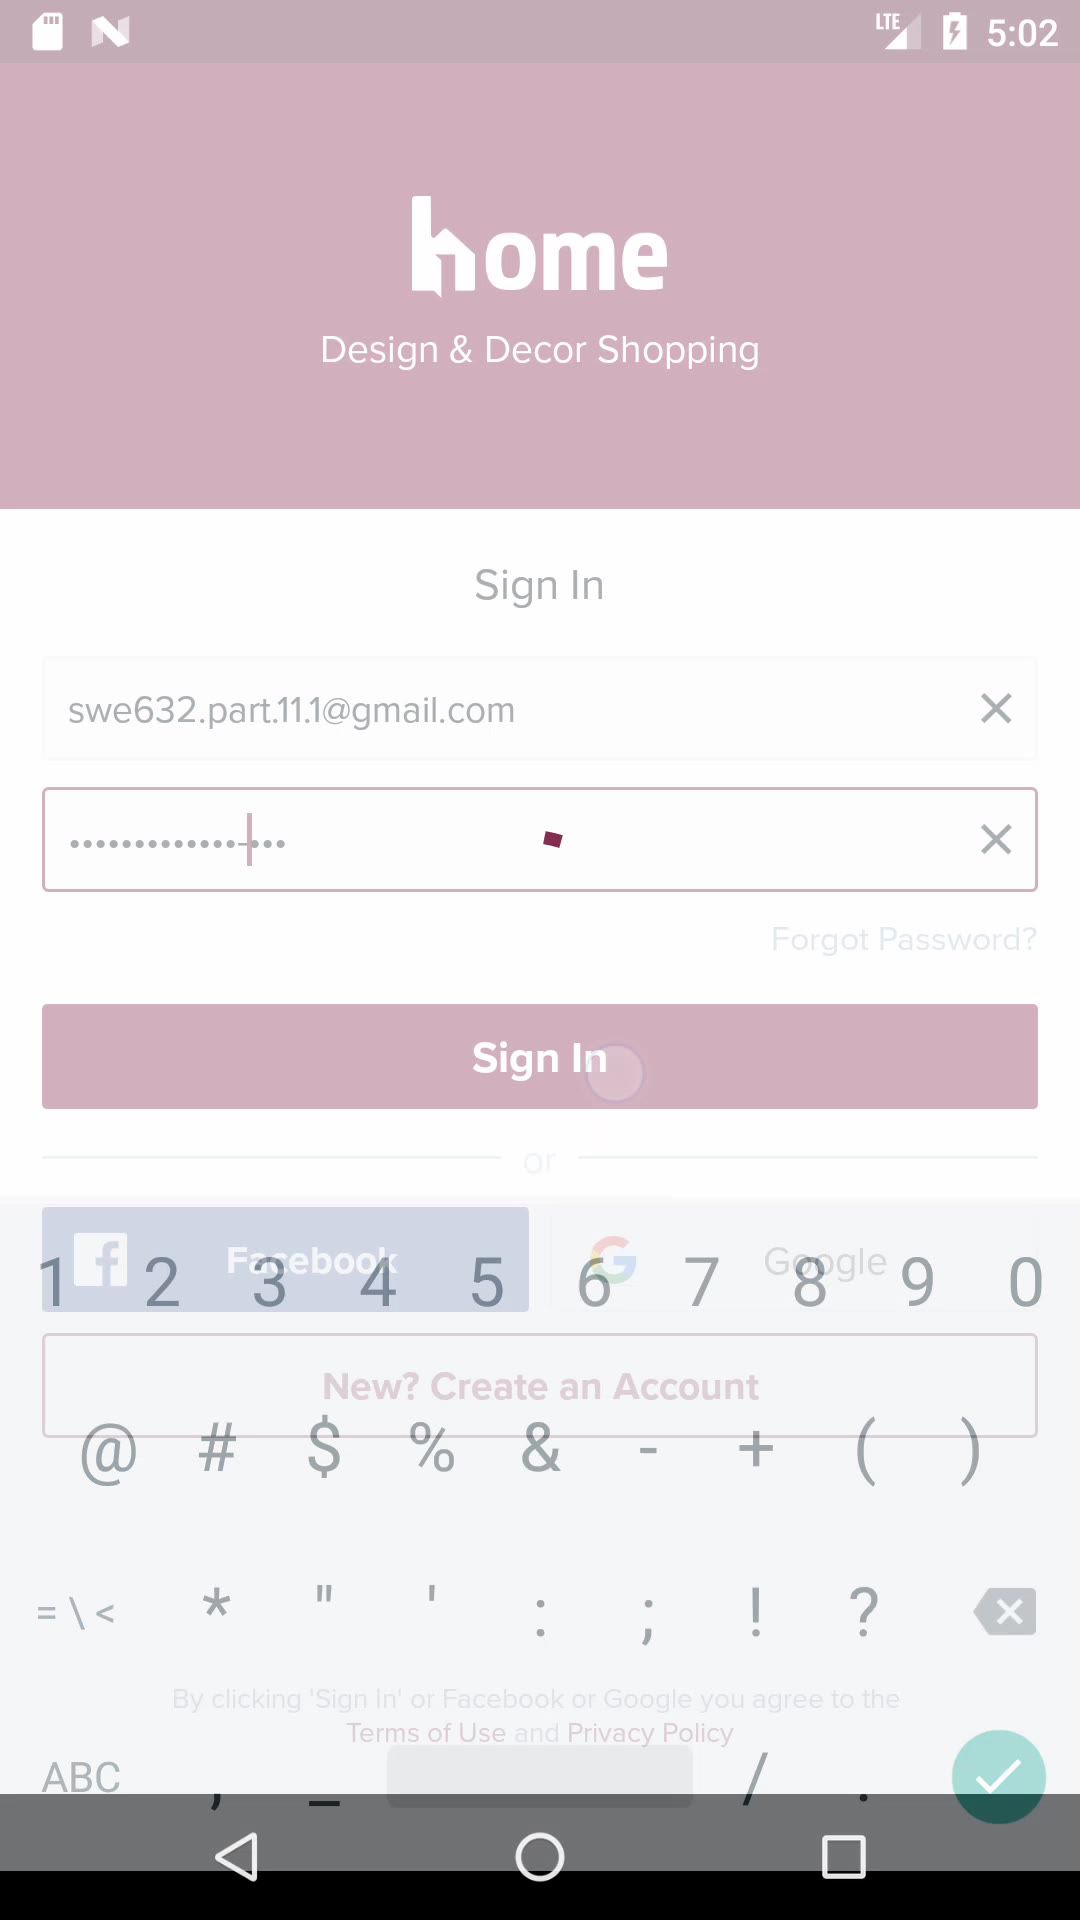 LTE 5:02
home
Design & Decor Shopping
Sign In
swe632.part.11.1@gmail.com
Forgot Password?
Sign In
or
Facebook
Google
1 2 3 4 5 6 7 8 9 0
New? Create an Account
@ # $ % & - + ( )
= \ < * " ' : ; ! ?
By clicking 'Sign In' or Facebook or Google you agree to the
Terms of Use and Privacy Policy
ABC , _ / .